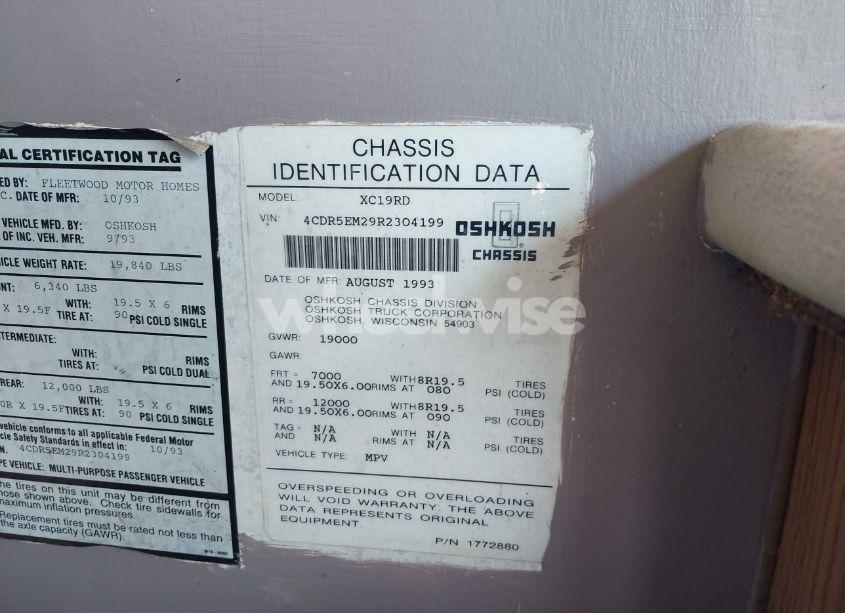 AL CERTIFICATION TAG
ED BY: FLEETWOOD MOTOR HOMES
C. DATE OF MFR: 10/93
VEHICLE MFD. BY: OSHKOSH
OF INC. VEH. MFR: 9/93
ICLE WEIGHT RATE: 19,840 LBS
NT: 6,340 LBS
WITH: 19.5 X 6 RIMS
X 19.5F TIRE AT: 90 PSI COLD SINGLE
TERMEDIATE:
WITH: RIMS
TIRES AT: PSI COLD DUAL
REAR: 12,000 LBS
WITH: 19.5 X 6 RIMS
OR X 19.5F TIRES AT: 90 PSI COLD SINGLE
vehicle conforms to all applicable Federal Motor
icle Safety Standards in effect in: 10/93
N. 4CDR5EM29R2304199
PE VEHICLE: MULTI-PURPOSE PASSENGER VEHICLE
he tires on this unit may be different from
hose shown above. Check tire sidewalls for
maximum inflation pressures.
Replacement tires must be rated not less than
the axle capacity (GAWR).
CHASSIS
IDENTIFICATION DATA
MODEL: XC19RD
VIN: 4CDR5EM29R2304199
OSHKOSH
CHASSIS
DATE OF MFR: AUGUST 1993
OSHKOSH CHASSIS DIVISION
OSHKOSH TRUCK CORPORATION
OSHKOSH, WISCONSIN 54903
GVWR: 19000
GAWR:
FRT = 7000 WITH 8R19.5 TIRES
AND 19.50X6.00 RIMS AT 080 PSI (COLD)
RR = 12000 WITH 8R19.5 TIRES
AND 19.50X6.00 RIMS AT 090 PSI (COLD)
TAG = N/A WITH N/A TIRES
AND N/A RIMS AT N/A PSI (COLD)
VEHICLE TYPE: MPV
OVERSPEEDING OR OVERLOADING
WILL VOID WARRANTY. THE ABOVE
DATA REPRESENTS ORIGINAL
EQUIPMENT.
P/N 1772880